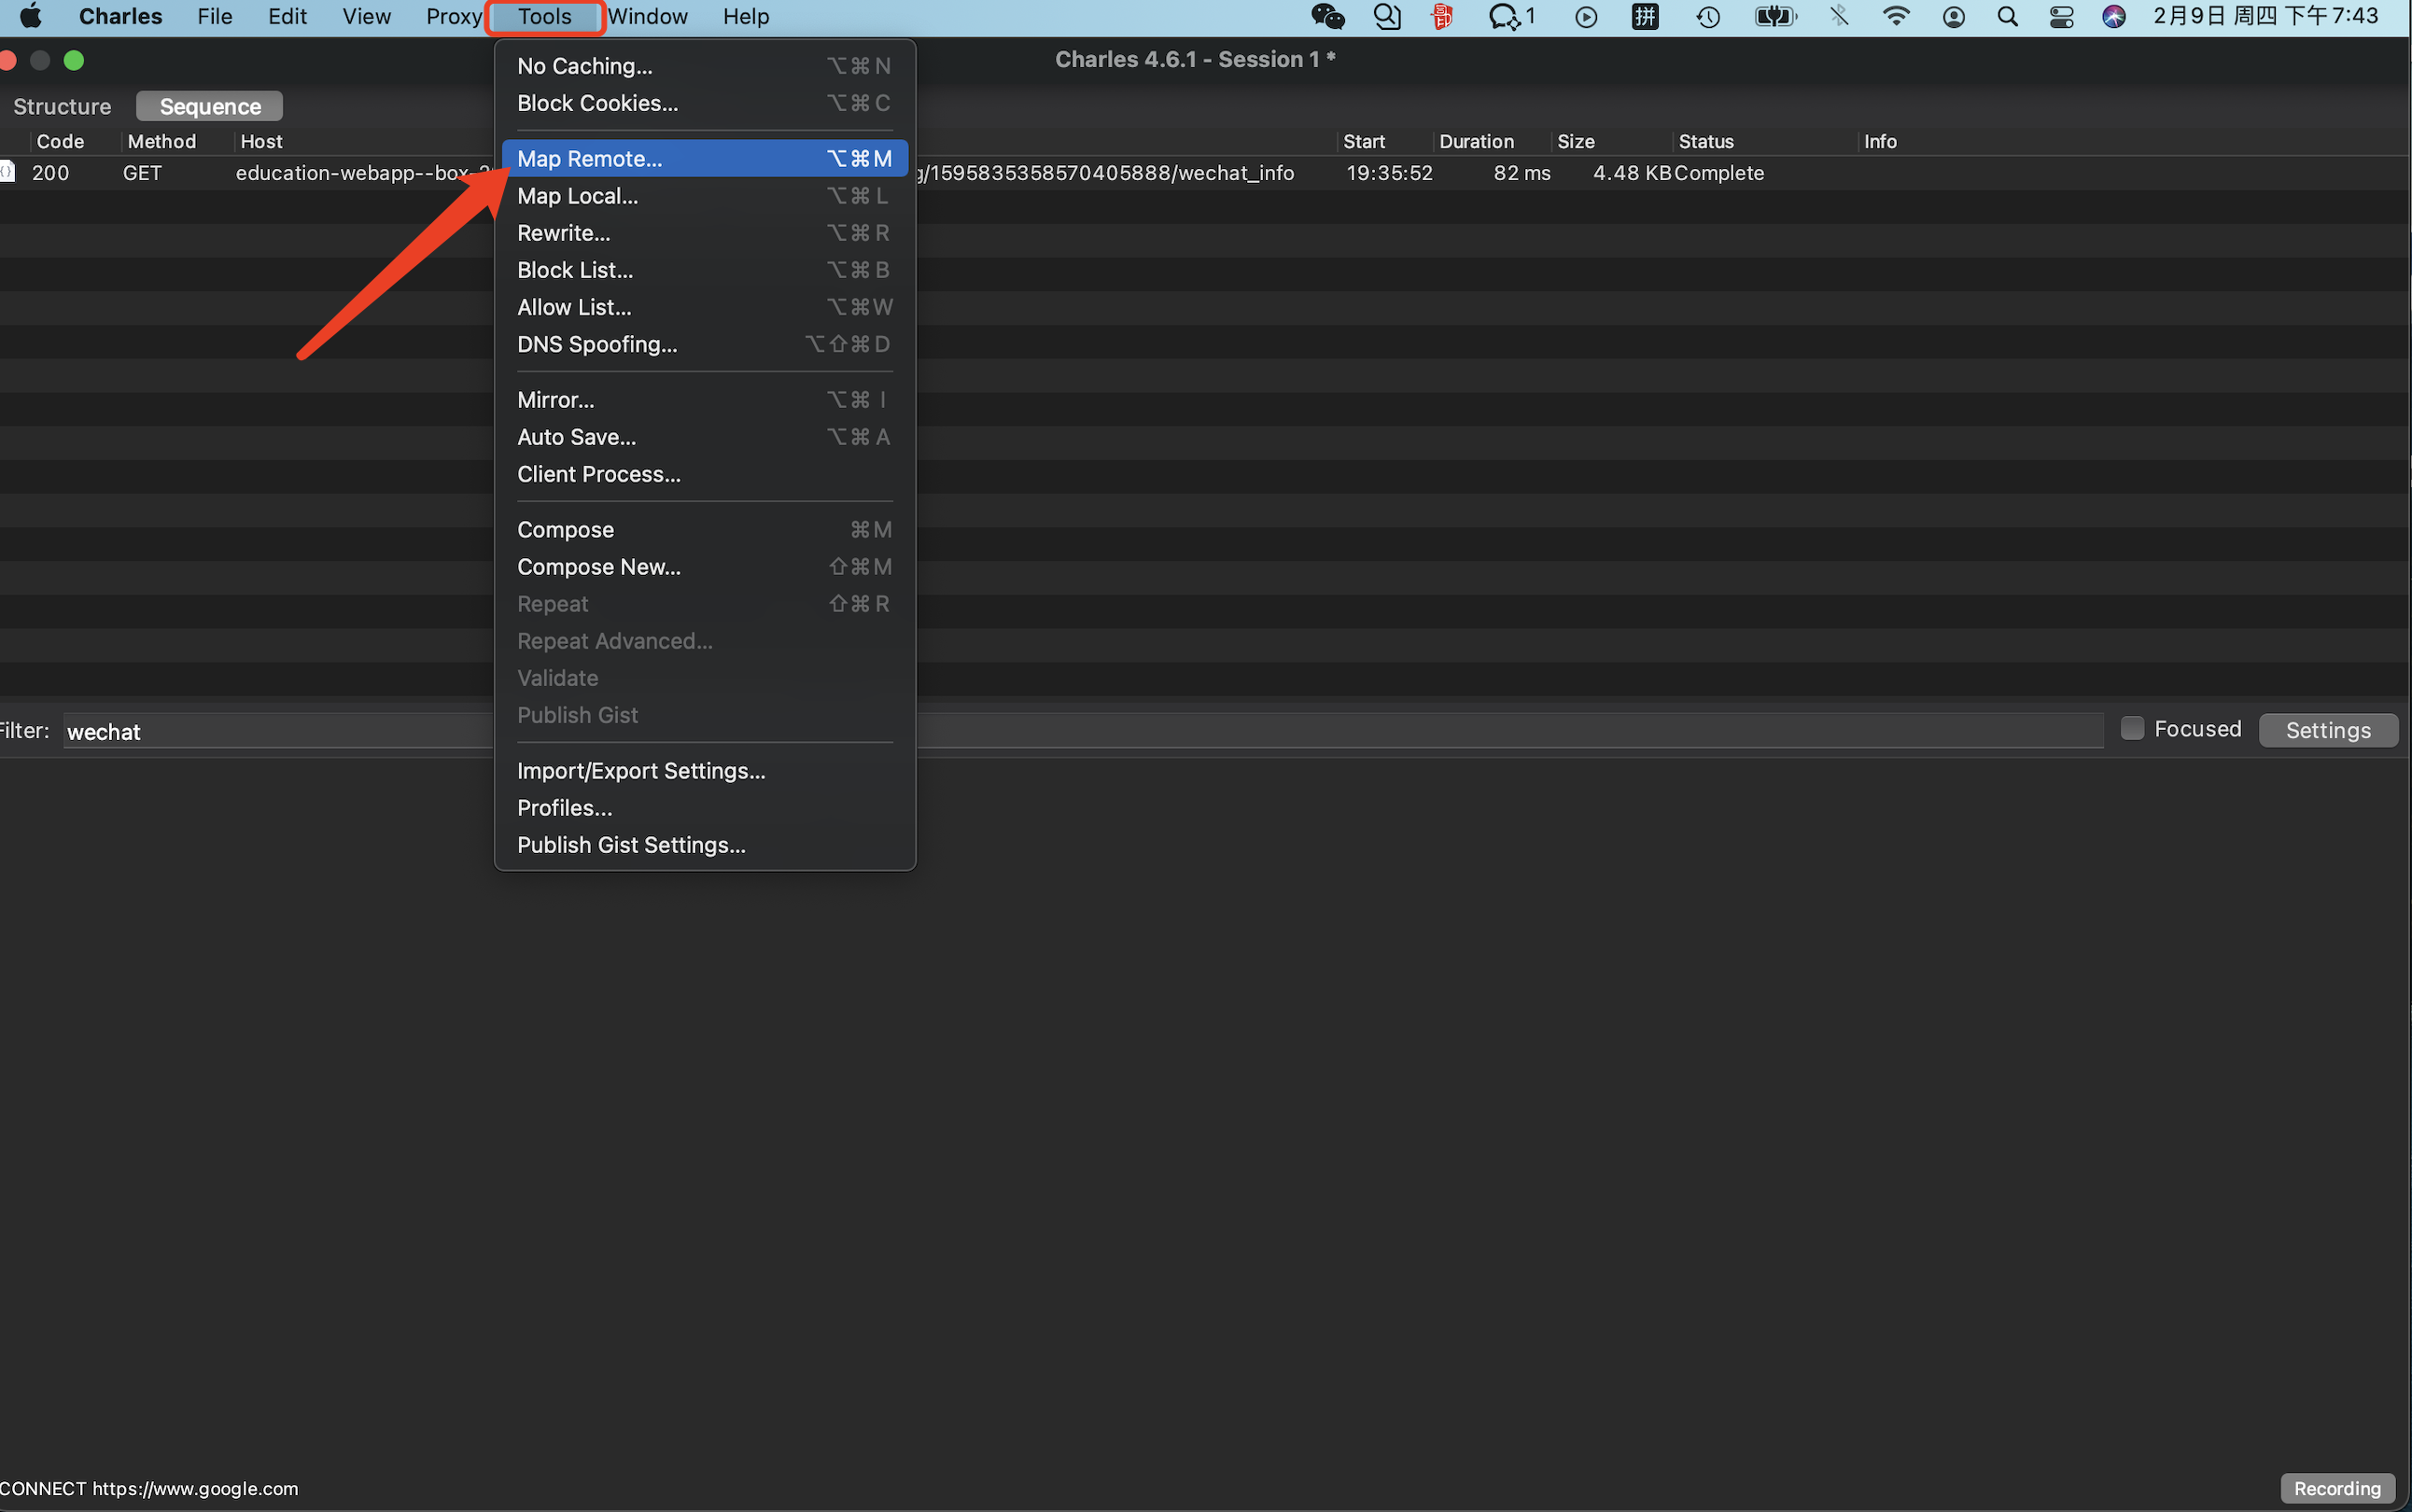 Charles File Edit View Proxy Tools Window Help 1 拼 2月9日 周四 下午7:43
Charles 4.6.1 - Session 1 *
Structure Sequence
Code Method Host Start Duration Size Status Info
200 GET education-webapp--box- g/1595835358570405888/wechat_info 19:35:52 82 ms 4.48 KB Complete
No Caching... ⌥⌘N
Block Cookies... ⌥⌘C
Map Remote... ⌥⌘M
Map Local... ⌥⌘L
Rewrite... ⌥⌘R
Block List... ⌥⌘B
Allow List... ⌥⌘W
DNS Spoofing... ⌥⇧⌘D
Mirror... ⌥⌘I
Auto Save... ⌥⌘A
Client Process...
Compose ⌘M
Compose New... ⇧⌘M
Repeat ⇧⌘R
Repeat Advanced...
Validate
Publish Gist
Import/Export Settings...
Profiles...
Publish Gist Settings...
Filter: wechat Focused Settings
CONNECT https://www.google.com Recording